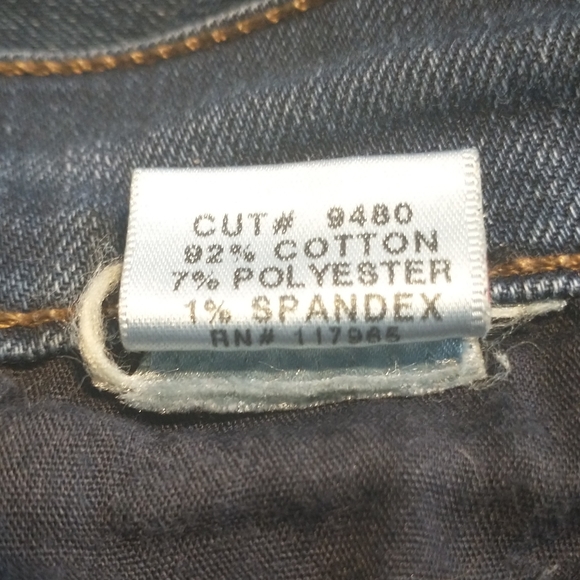 CUT# 9480
92% COTTON
7% POLYESTER
1% SPANDEX
RN# 117965